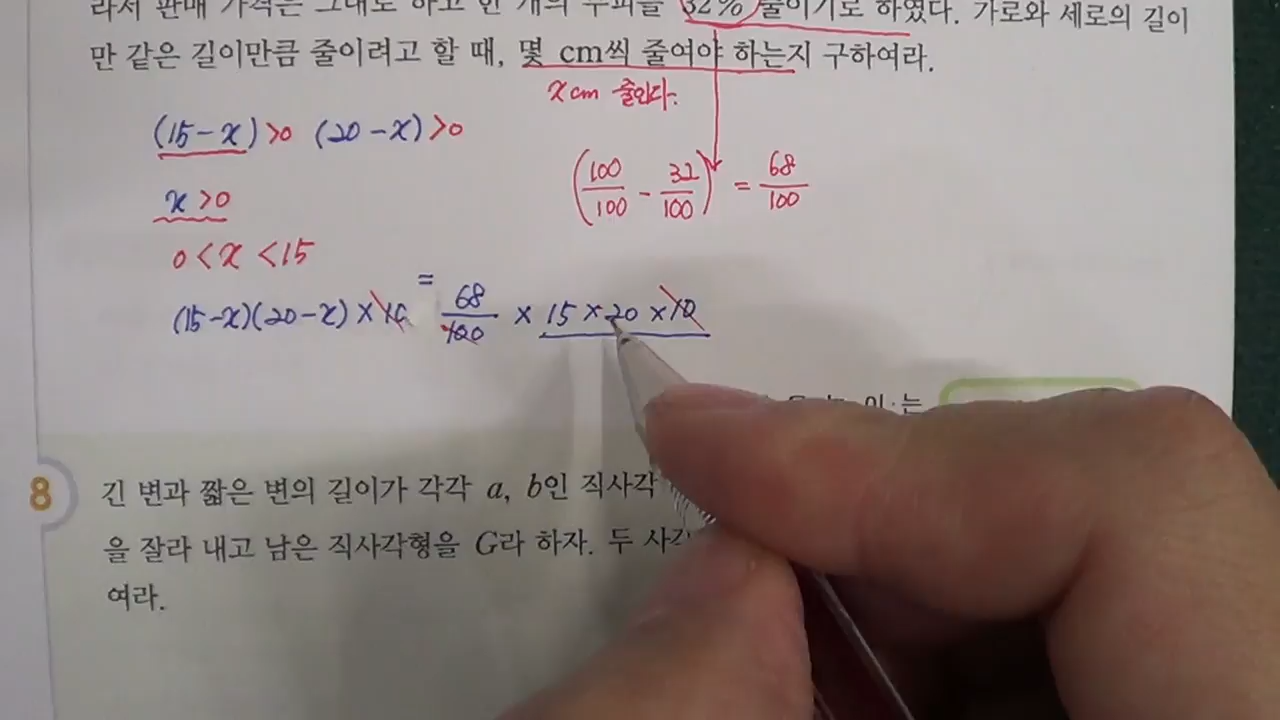 라서 판매 가격은 그대로 하고 한 개의 부피를 32% 줄이기로 하였다. 가로와 세로의 길이
만 같은 길이만큼 줄이려고 할 때, 몇 cm씩 줄여야 하는지 구하여라.
x cm 줄인다.
(15-x)>0 (20-x)>0
(100/100 - 32/100) = 68/100
x>0
0<x<15
(15-x)(20-x)×10 = 68/100 × 15×20×10
8 긴 변과 짧은 변의 길이가 각각 a, b인 직사각
을 잘라 내고 남은 직사각형을 G라 하자. 두 사각
여라.